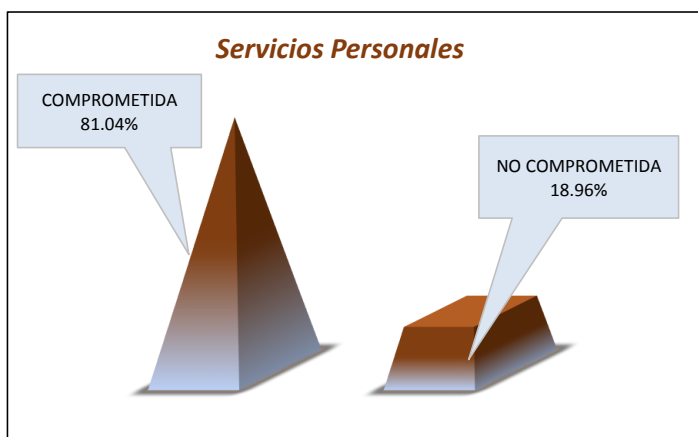 Servicios Personales
COMPROMETIDA
81.04%
NO COMPROMETIDA
18.96%